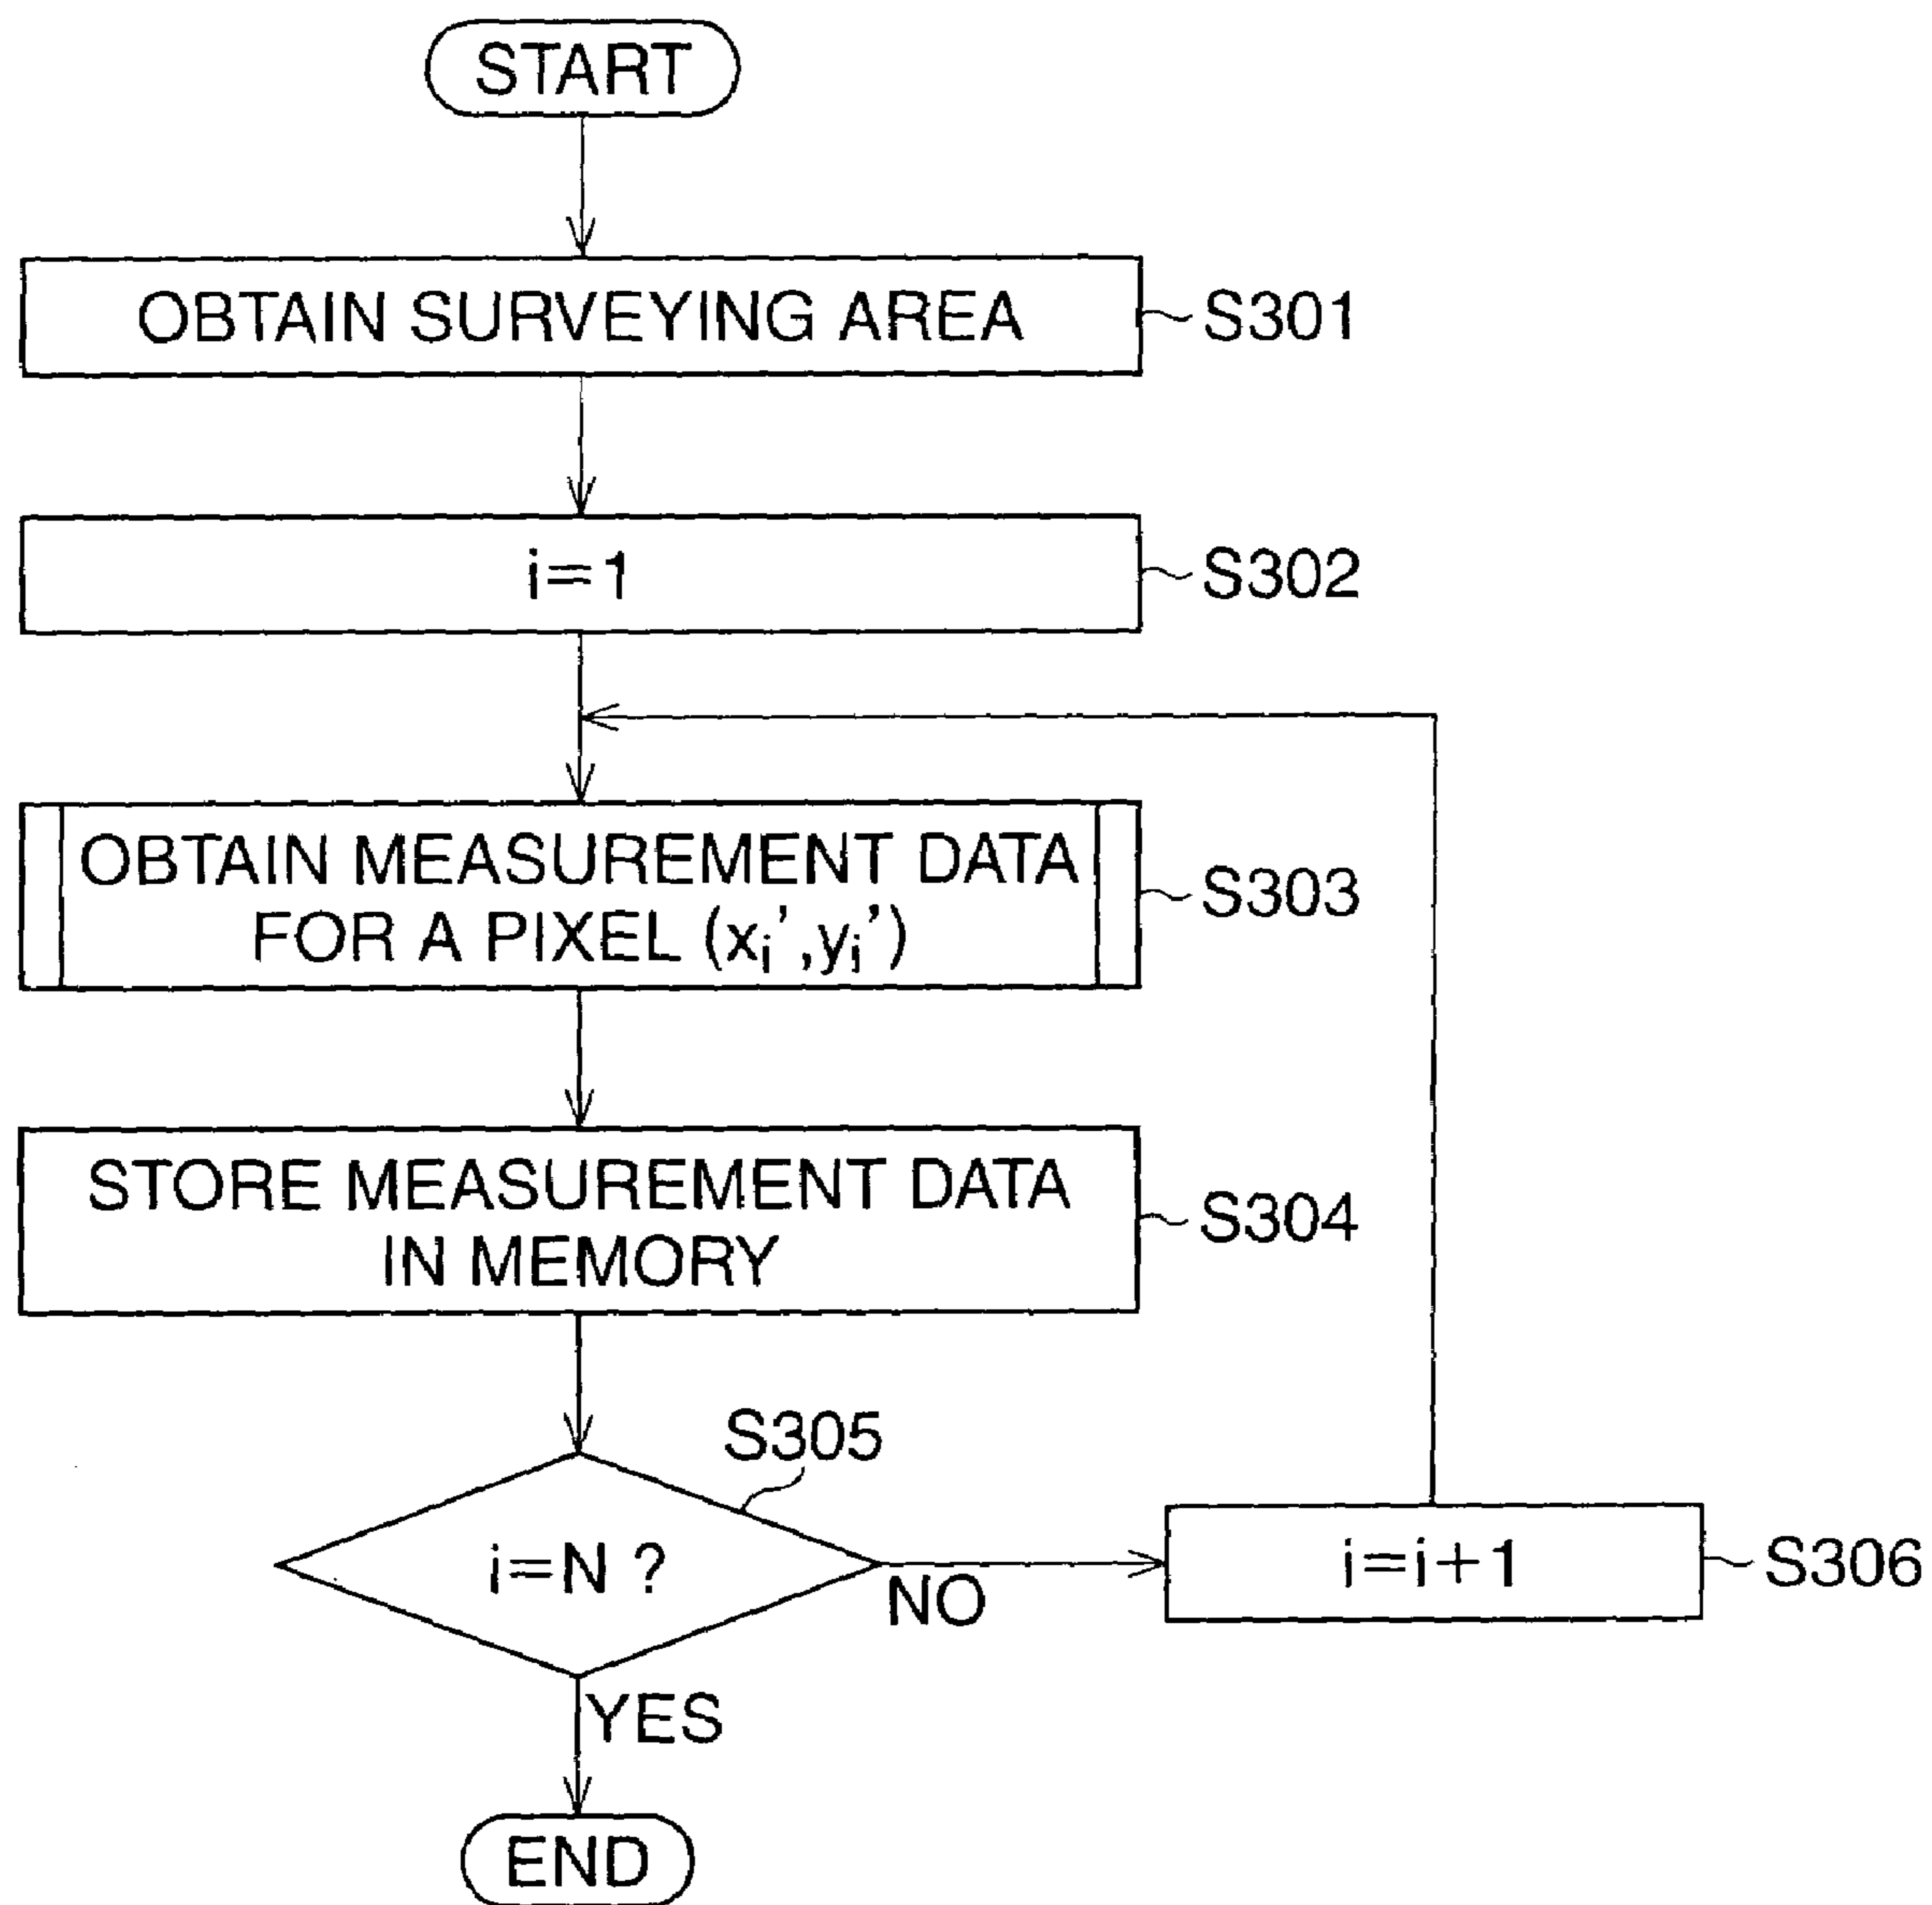 START
OBTAIN SURVEYING AREA
S301
i=1
S302
OBTAIN MEASUREMENT DATA
FOR A PIXEL (xi',yi')
S303
STORE MEASUREMENT DATA
IN MEMORY
S304
S305
i=N ?
NO
i=i+1
S306
YES
END